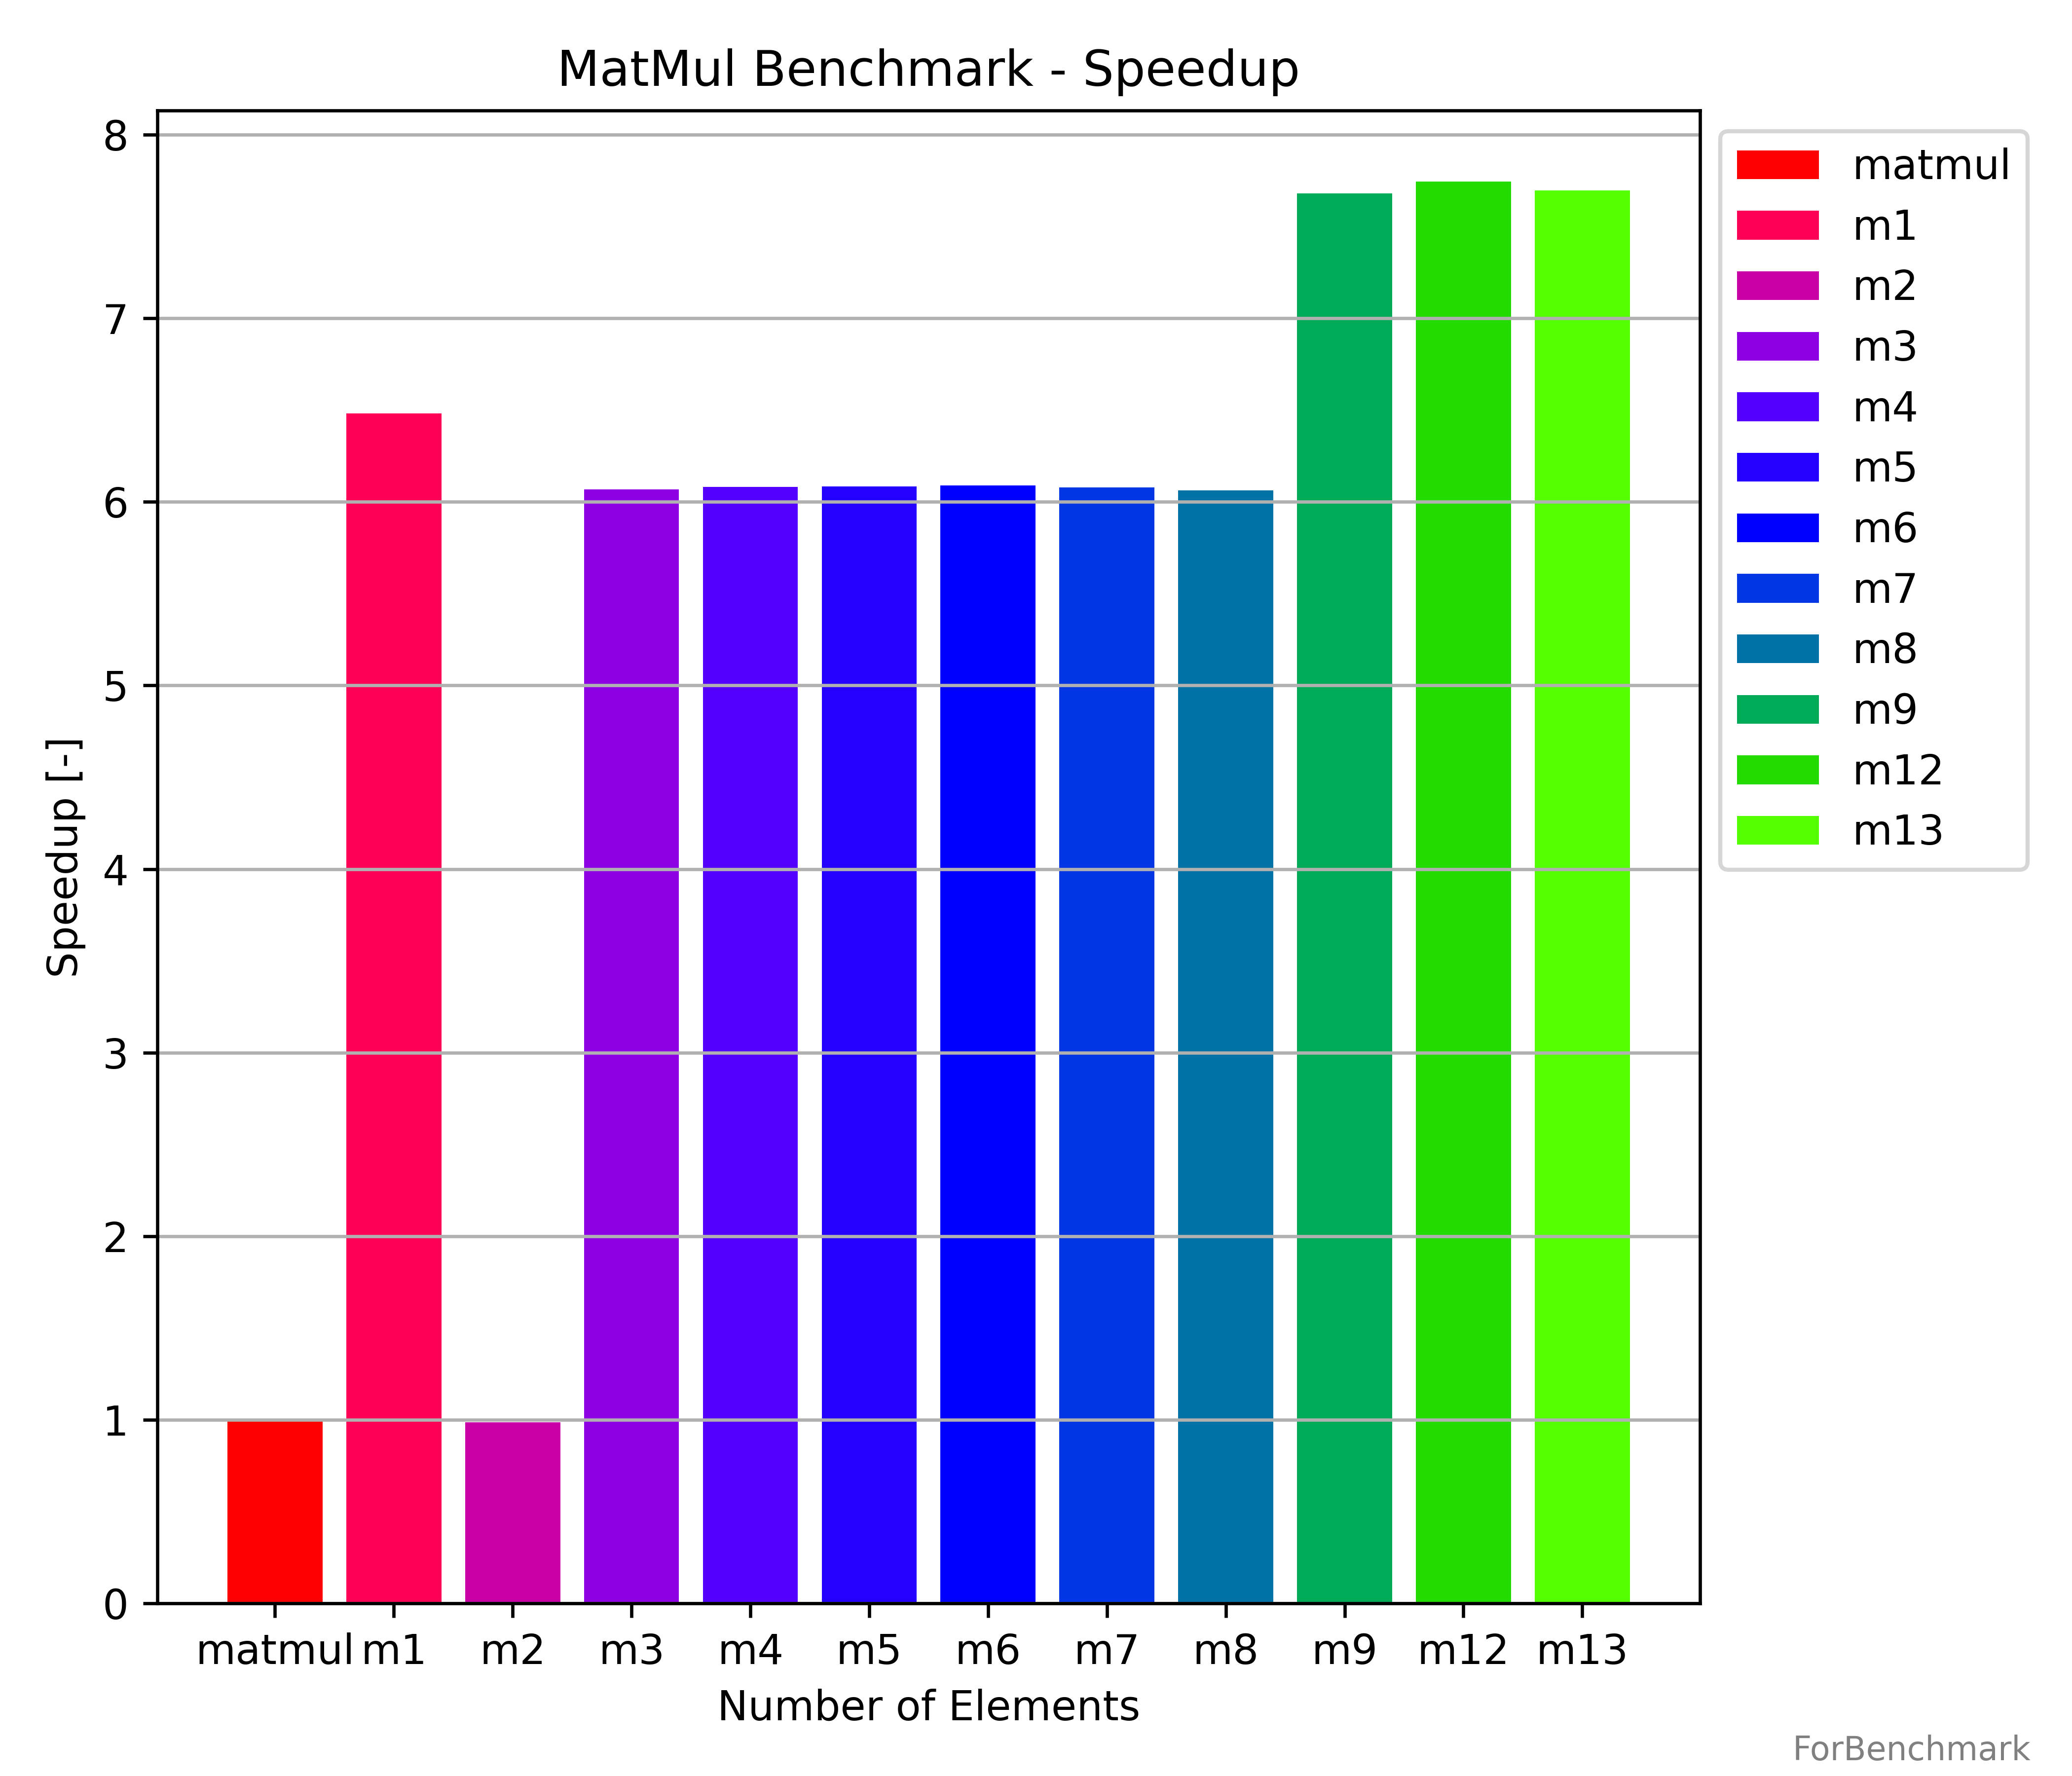 MatMul Benchmark - Speedup
8
7
6
5
4
3
2
1
0
Speedup [-]
matmul m1 m2 m3 m4 m5 m6 m7 m8 m9 m12 m13
Number of Elements
matmul
m1
m2
m3
m4
m5
m6
m7
m8
m9
m12
m13
ForBenchmark